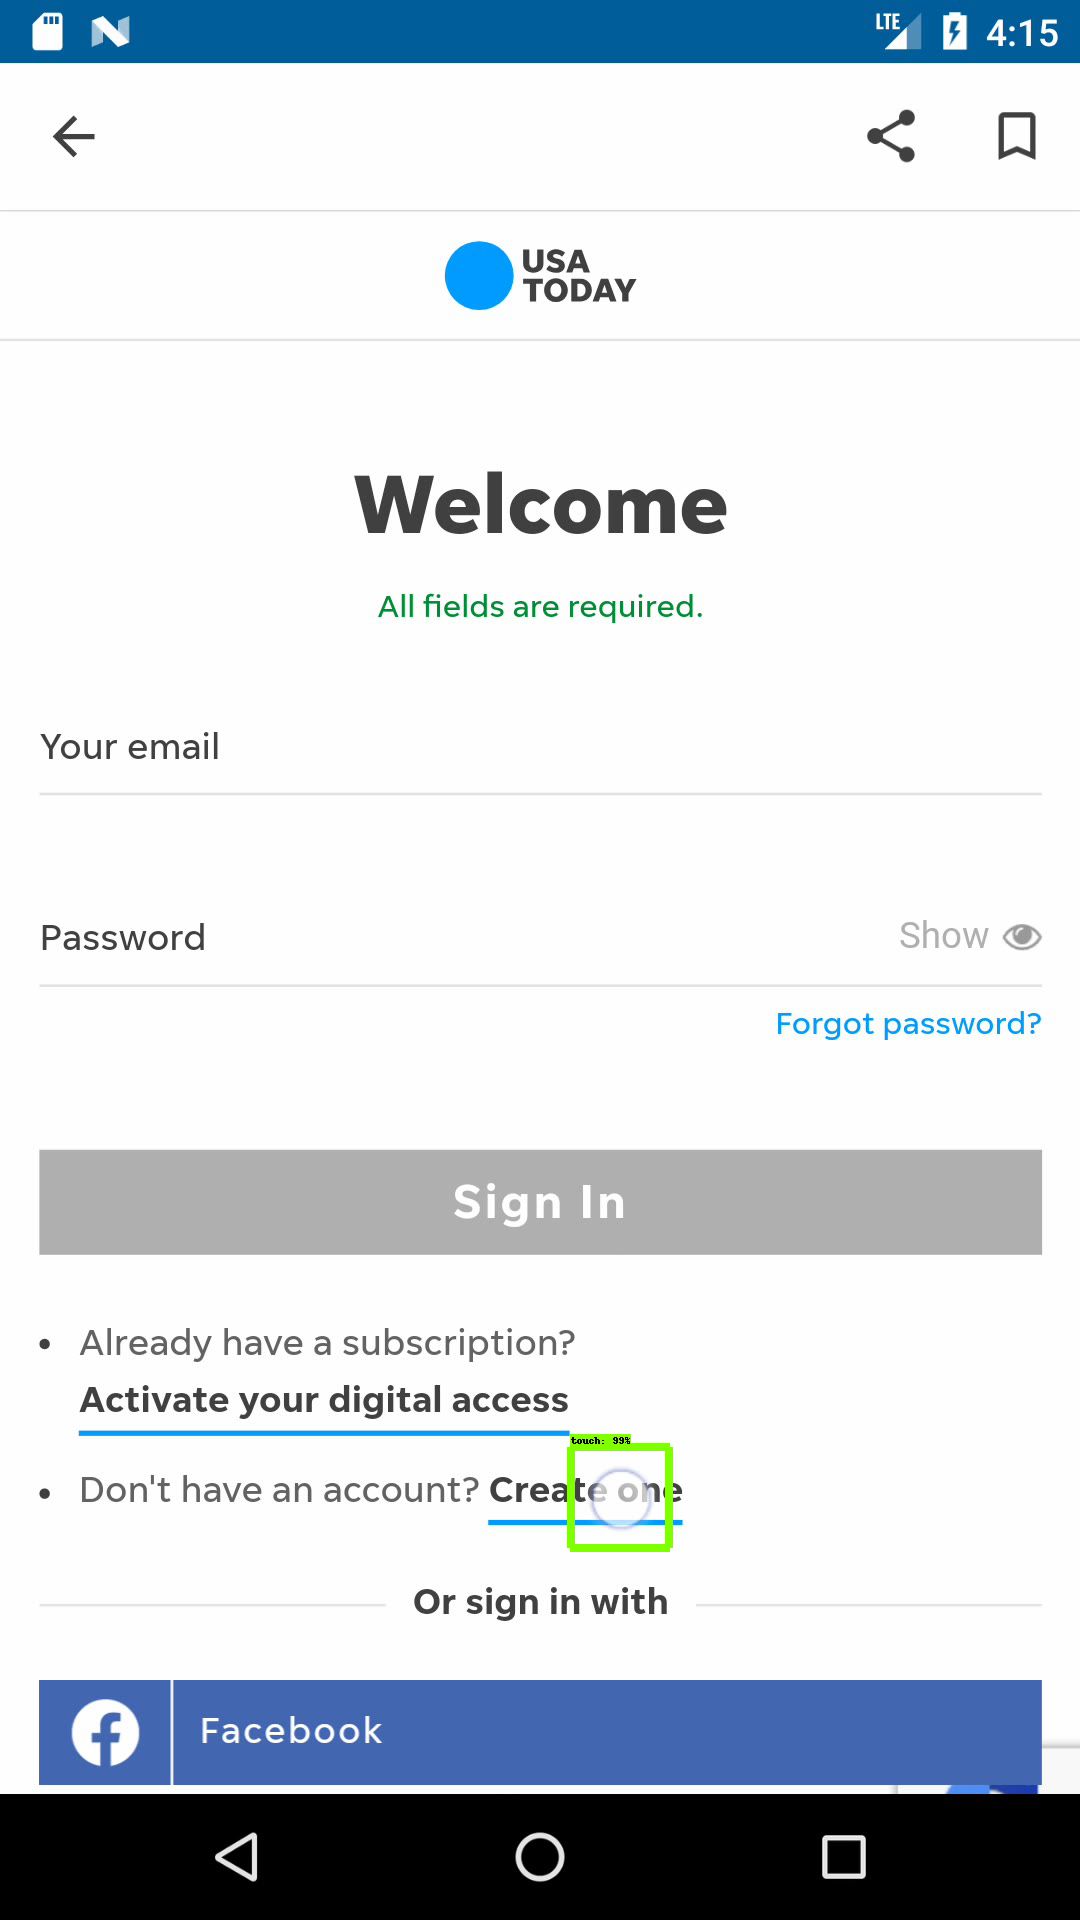 LTE 4:15
USA
TODAY
Welcome
All fields are required.
Your email
Password
Show
Forgot password?
Sign In
• Already have a subscription?
Activate your digital access
touch: 99%
• Don't have an account? Create one
Or sign in with
Facebook